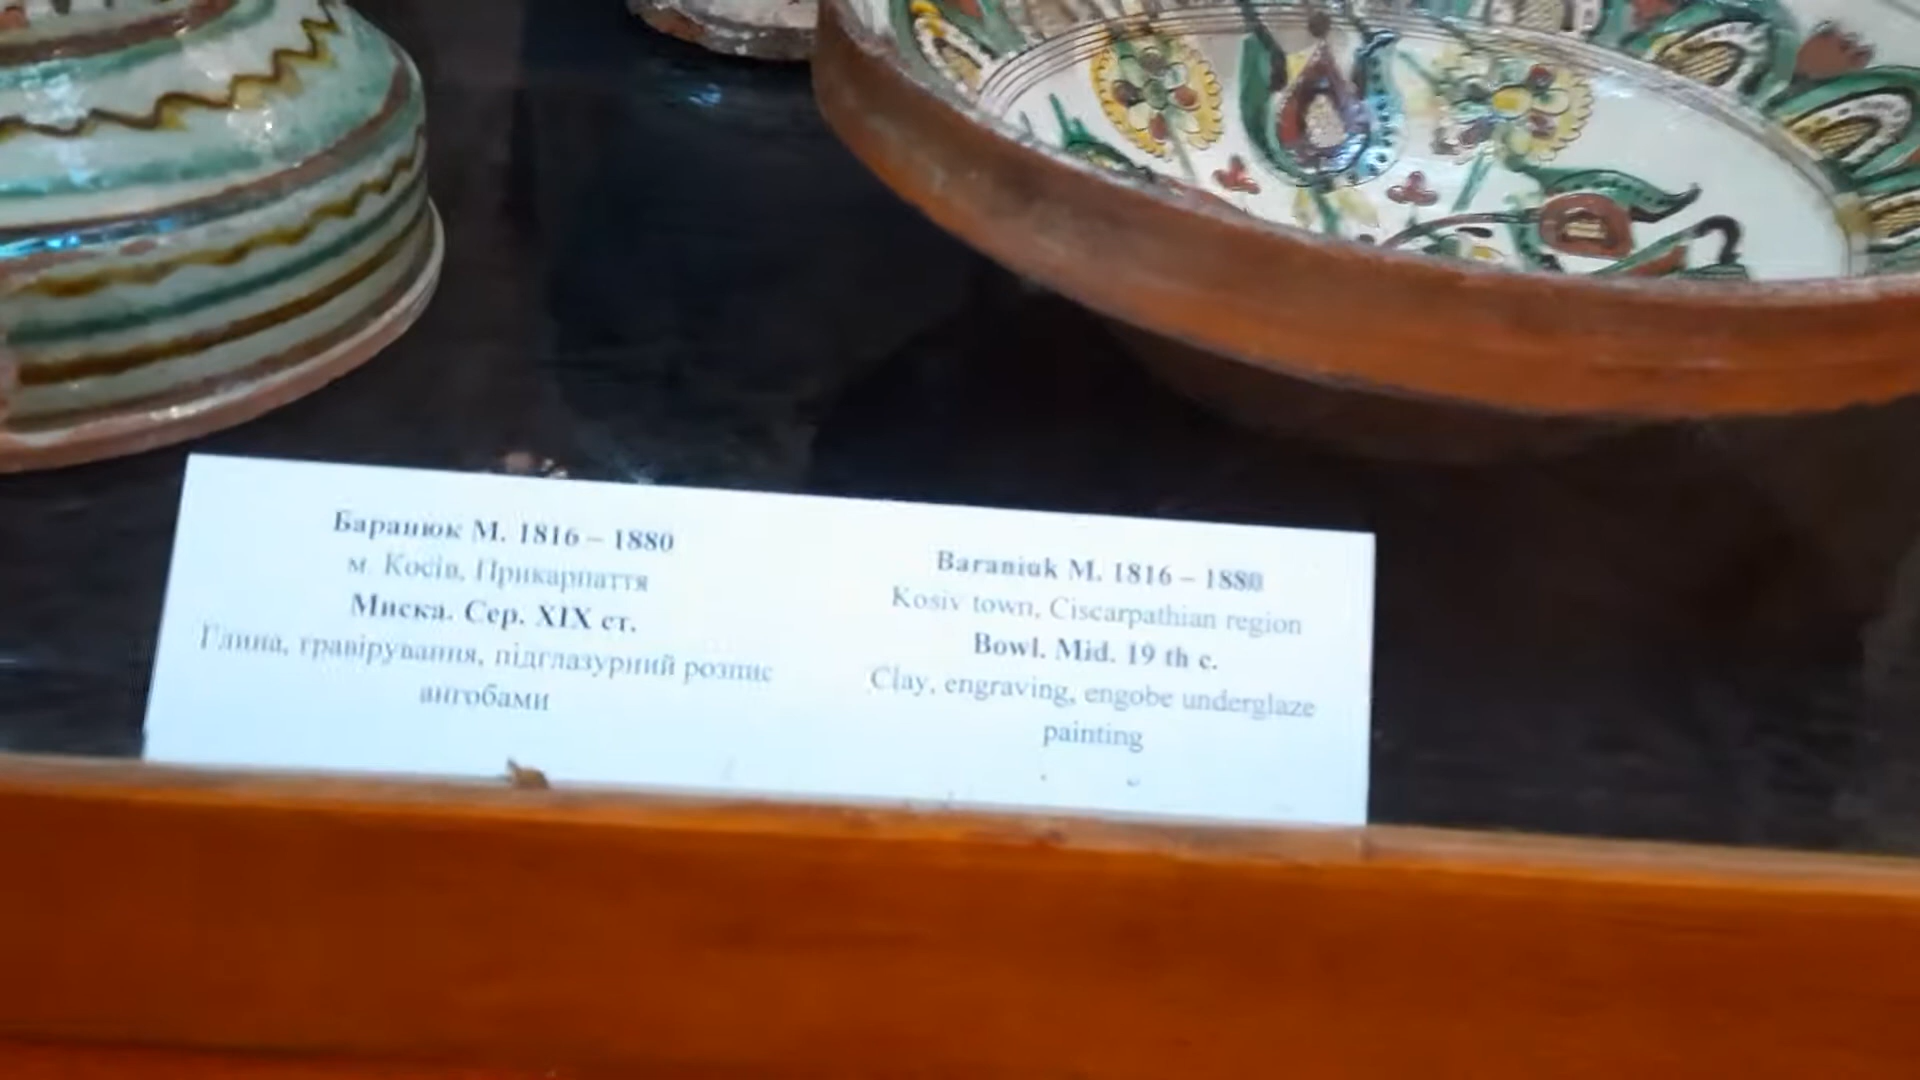 Баранюк М. 1816 – 1880
м. Косів, Прикарпаття
Миска. Сер. XIX ст.
Глина, гравірування, підглазурний розпис
ангобами
Baraniuk M. 1816 – 1880
Kosiv town, Ciscarpathian region
Bowl. Mid. 19 th c.
Clay, engraving, engobe underglaze
painting